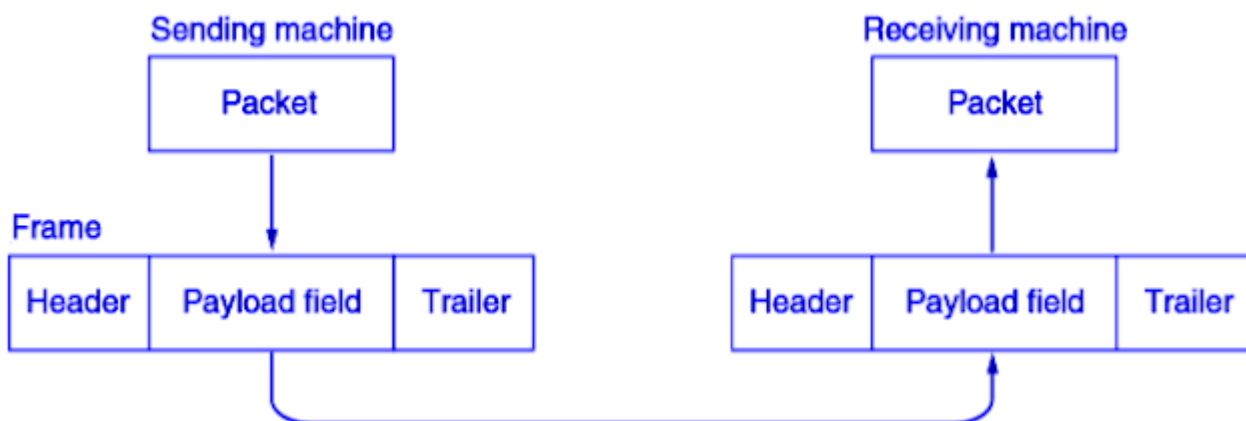 Sending machine
Receiving machine
Packet
Packet
Frame
Header
Payload field
Trailer
Header
Payload field
Trailer